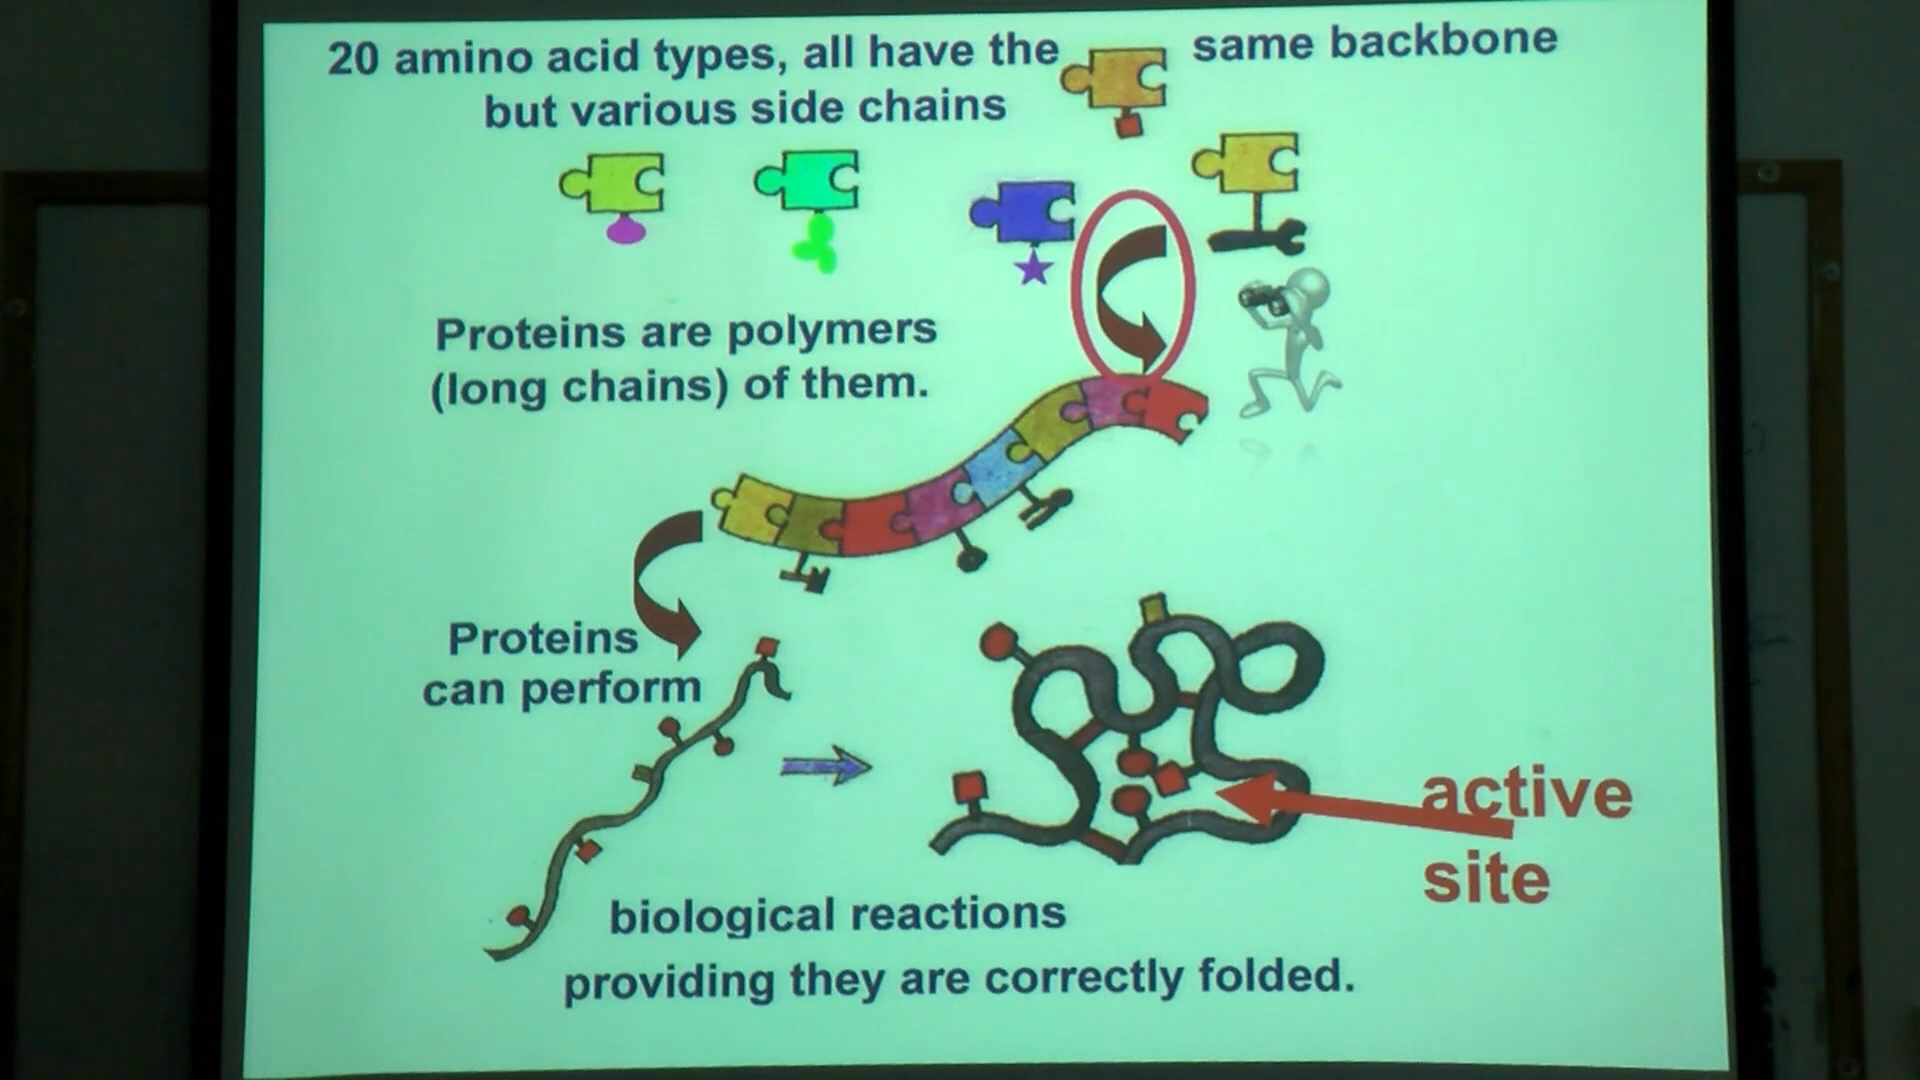 20 amino acid types, all have the same backbone
but various side chains
Proteins are polymers
(long chains) of them.
Proteins
can perform
active
site
biological reactions
providing they are correctly folded.